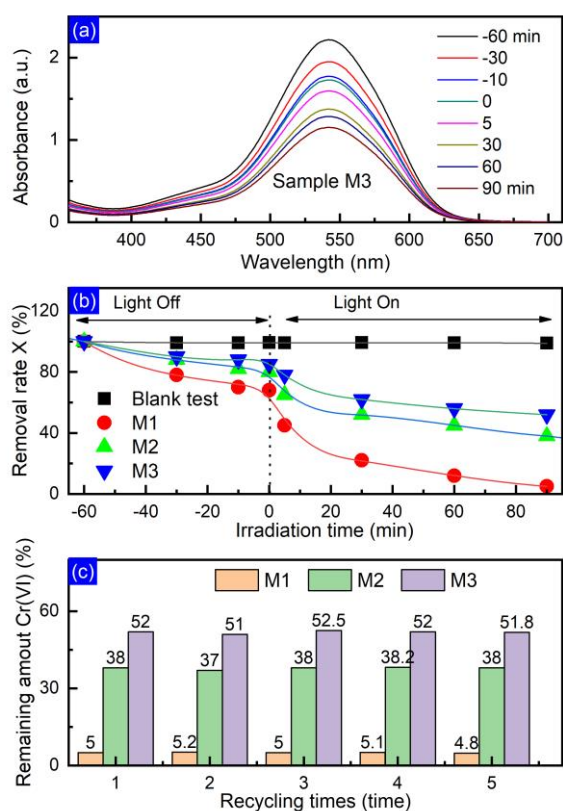 (a)
-60 min
-30
-10
0
5
30
60
90 min
Sample M3
Absorbance (a.u.)
2
1
0
400 450 500 550 600 650 700
Wavelength (nm)
(b)
Light Off
Light On
Removal rate X (%)
120
80
40
0
Blank test
M1
M2
M3
-60 -40 -20 0 20 40 60 80
Irradiation time (min)
(c)
M1 M2 M3
Remaining amout Cr(VI) (%)
60
30
0
5 38 52
5.2 37 51
5 38 52.5
5.1 38.2 52
4.8 38 51.8
1 2 3 4 5
Recycling times (time)